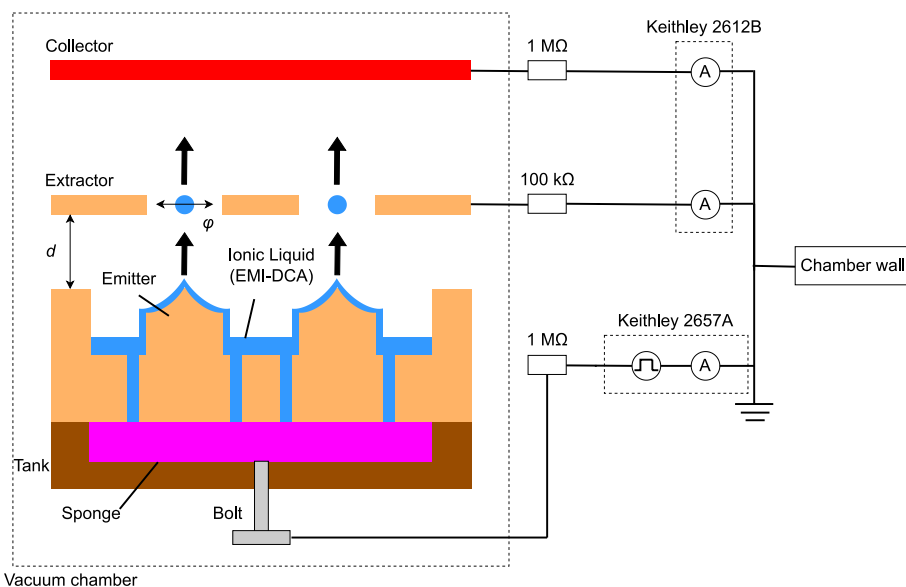 Collector
1 MΩ
Keithley 2612B
A
Extractor
100 kΩ
A
φ
d
Ionic Liquid
(EMI-DCA)
Emitter
Chamber wall
Keithley 2657A
1 MΩ
A
Tank
Sponge
Bolt
Vacuum chamber